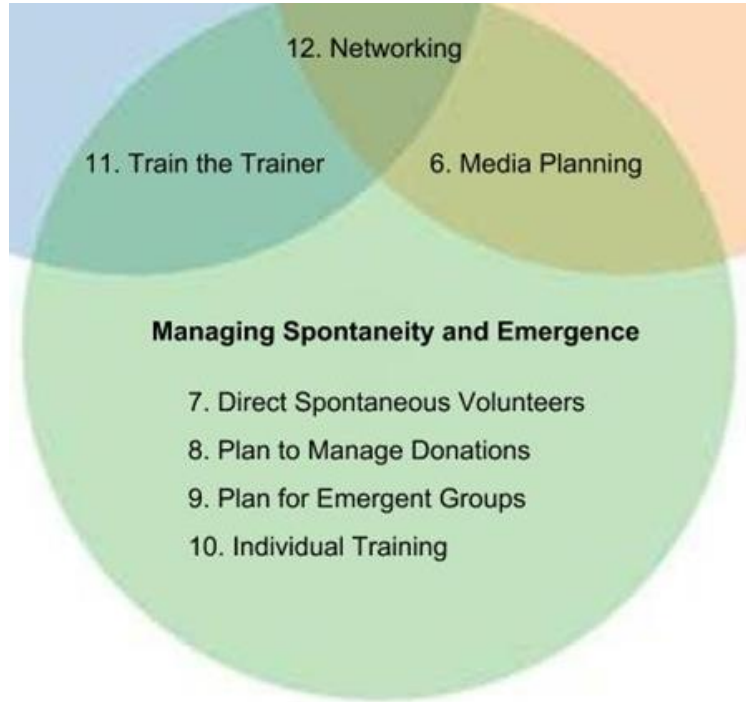 12. Networking
11. Train the Trainer
6. Media Planning
Managing Spontaneity and Emergence
7. Direct Spontaneous Volunteers
8. Plan to Manage Donations
9. Plan for Emergent Groups
10. Individual Training